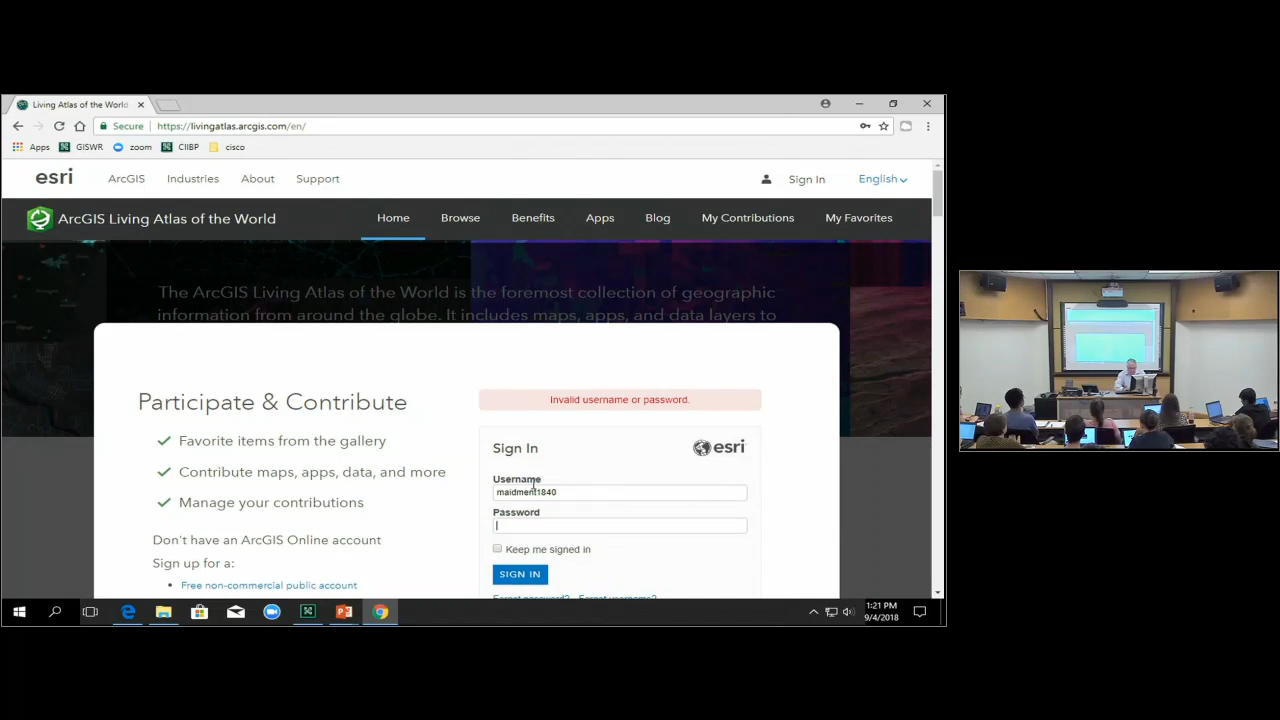 Living Atlas of the World
Secure https://livingatlas.arcgis.com/en/
Apps GISWR zoom CIIBP cisco
esri ArcGIS Industries About Support Sign In English
ArcGIS Living Atlas of the World Home Browse Benefits Apps Blog My Contributions My Favorites
The ArcGIS Living Atlas of the World is the foremost collection of geographic
information from around the globe. It includes maps, apps, and data layers to
Participate & Contribute
Favorite items from the gallery
Contribute maps, apps, data, and more
Manage your contributions
Don't have an ArcGIS Online account
Sign up for a:
Free non-commercial public account
Invalid username or password.
Sign In esri
Username
maidment1840
Password
Keep me signed in
SIGN IN
Forgot password? Forgot username?
1:21 PM
9/4/2018